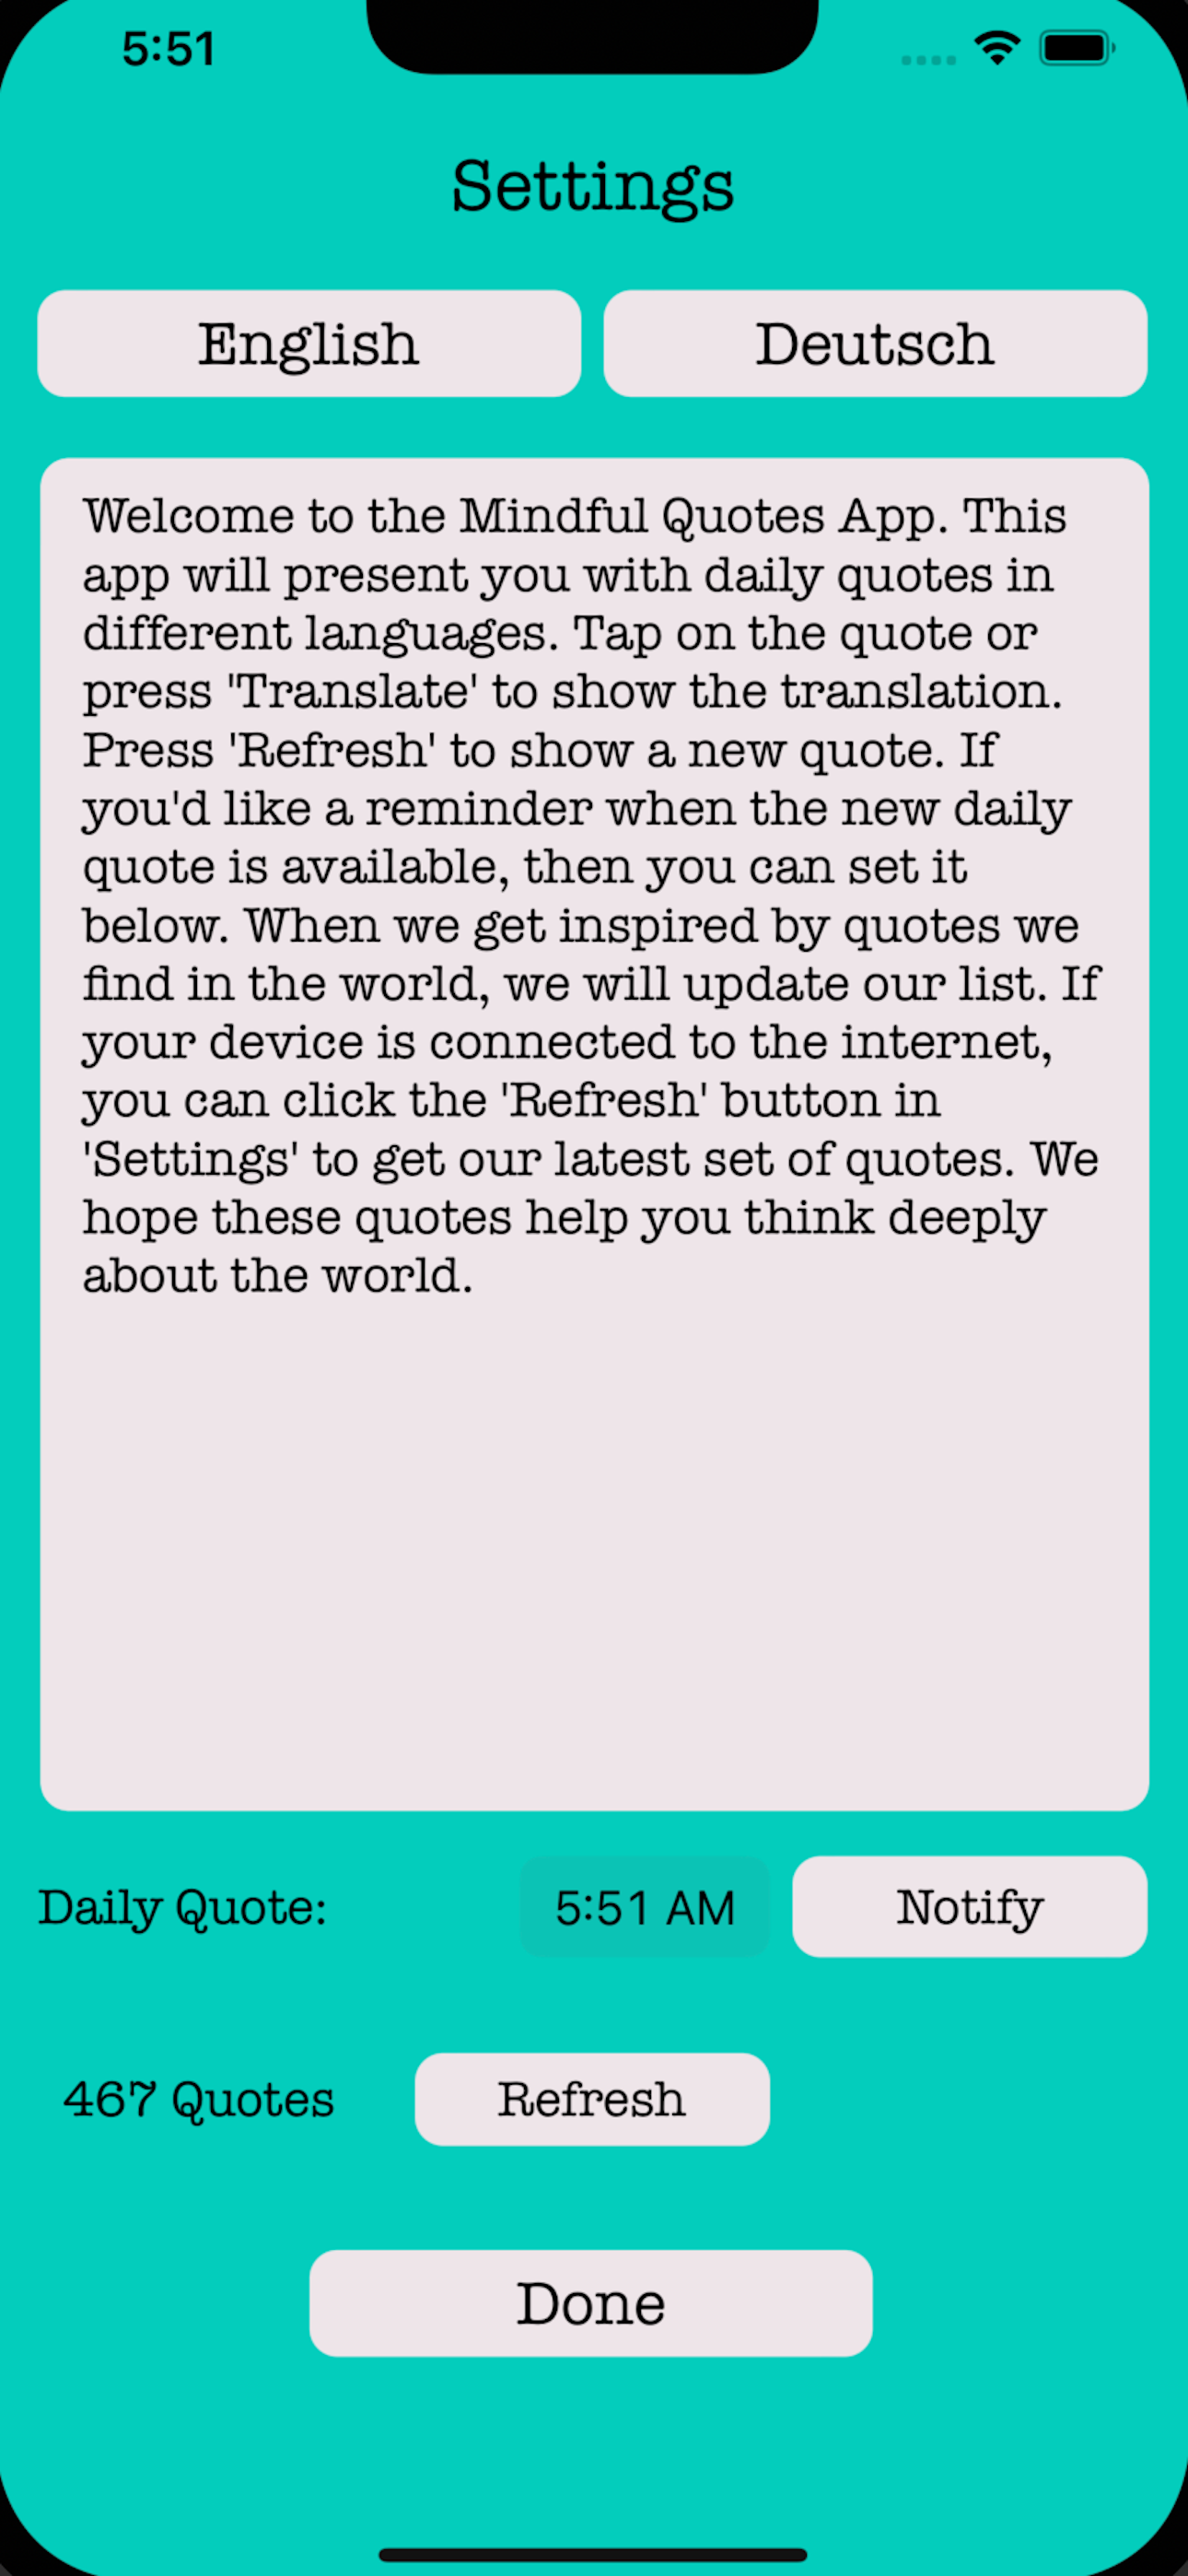 5:51
Settings
English
Deutsch
Welcome to the Mindful Quotes App. This
app will present you with daily quotes in
different languages. Tap on the quote or
press 'Translate' to show the translation.
Press 'Refresh' to show a new quote. If
you'd like a reminder when the new daily
quote is available, then you can set it
below. When we get inspired by quotes we
find in the world, we will update our list. If
your device is connected to the internet,
you can click the 'Refresh' button in
'Settings' to get our latest set of quotes. We
hope these quotes help you think deeply
about the world.
Daily Quote:
5:51 AM
Notify
467 Quotes
Refresh
Done